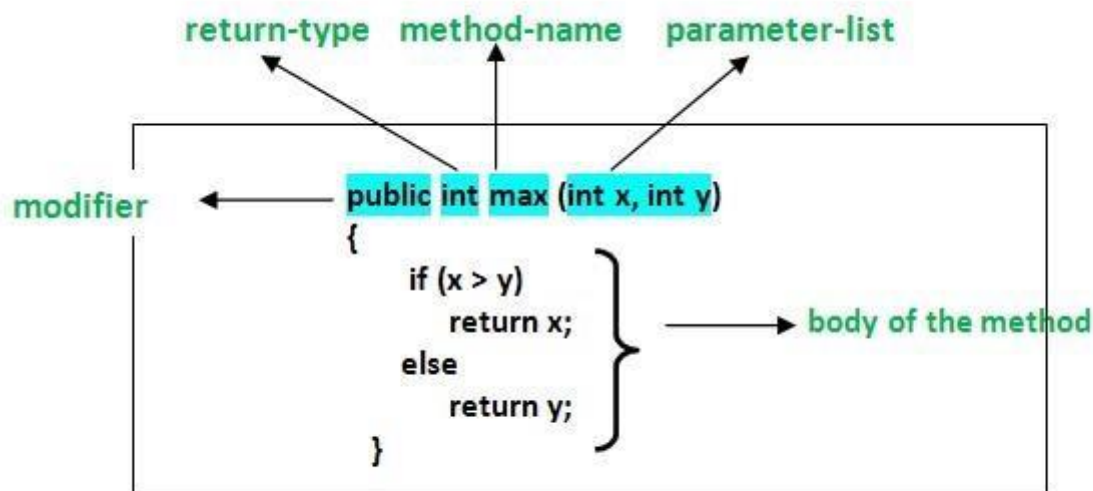 return-type method-name parameter-list
modifier
public int max (int x, int y)
{
if (x > y)
return x;
else
return y;
}
body of the method